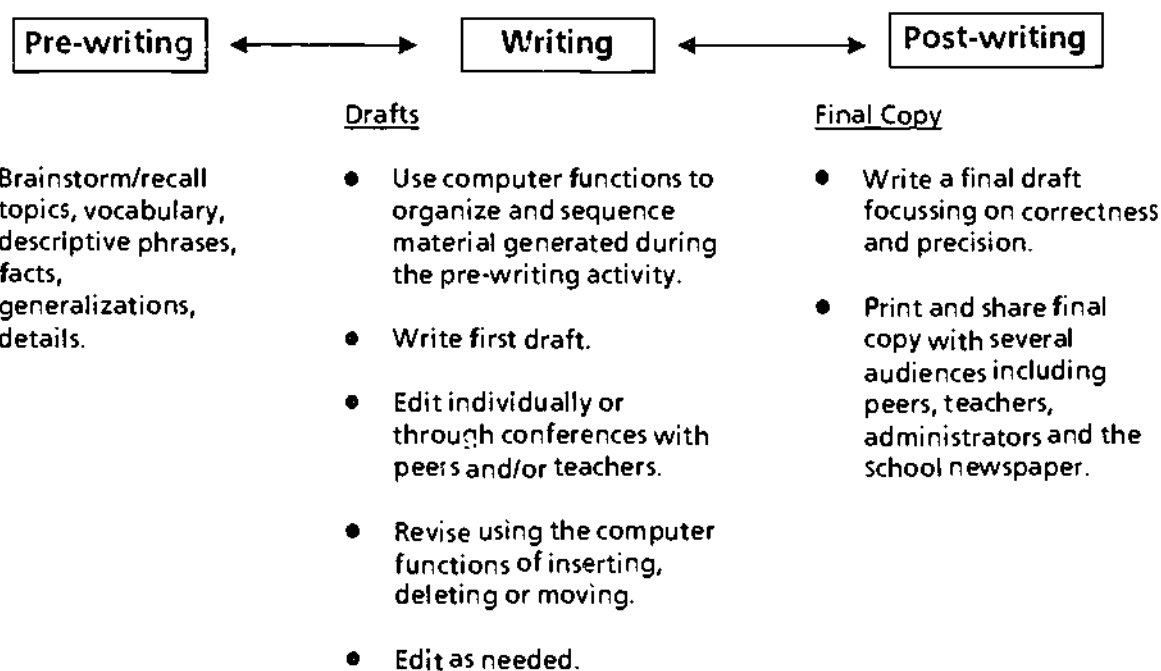 Pre-writing
Writing
Post-writing
Brainstorm/recall
topics, vocabulary,
descriptive phrases,
facts,
generalizations,
details.
Drafts
● Use computer functions to
organize and sequence
material generated during
the pre-writing activity.
● Write first draft.
● Edit individually or
through conferences with
peers and/or teachers.
● Revise using the computer
functions of inserting,
deleting or moving.
● Edit as needed.
Final Copy
● Write a final draft
focussing on correctness
and precision.
● Print and share final
copy with several
audiences including
peers, teachers,
administrators and the
school newspaper.